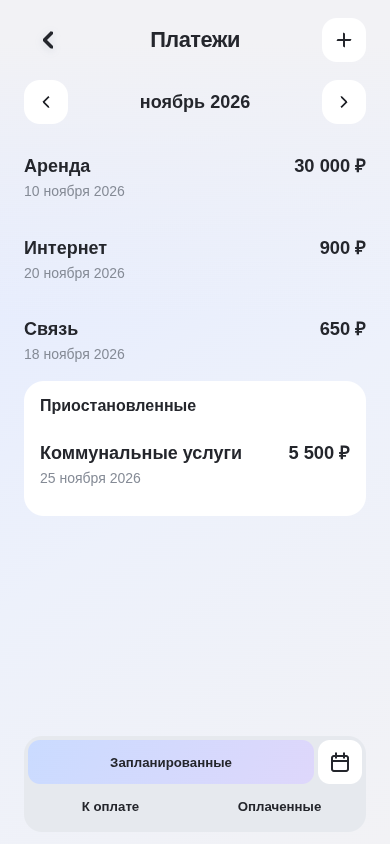 Платежи
ноябрь 2026
Аренда 30 000 ₽
10 ноября 2026
Интернет 900 ₽
20 ноября 2026
Связь 650 ₽
18 ноября 2026
Приостановленные
Коммунальные услуги 5 500 ₽
25 ноября 2026
Запланированные
К оплате Оплаченные